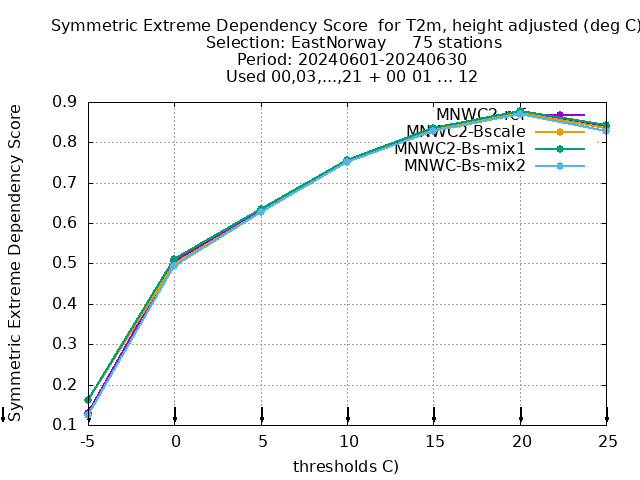 Symmetric Extreme Dependency Score for T2m, height adjusted (deg C)
Selection: EastNorway 75 stations
Period: 20240601-20240630
Used 00,03,...,21 + 00 01 ... 12
Symmetric Extreme Dependency Score
0.9
0.8
0.7
0.6
0.5
0.4
0.3
0.2
0.1
MNWC2-ref
MNWC2-Bscale
MNWC2-Bs-mix1
MNWC-Bs-mix2
-5 0 5 10 15 20 25
thresholds C)